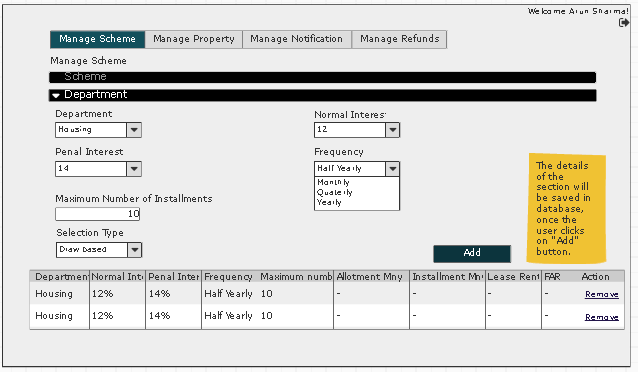 Welcome Arun Sharma!
Manage Scheme Manage Property Manage Notification Manage Refunds
Manage Scheme
Scheme
Department
Department Normal Interes
Housing 12
Penal Interest Frequency
14 Half Yearly
Monthly
Quaterly
Yearly
Maximum Number of Installments
10
Selection Type
Draw based
Add
The details
of the
section will
be saved in
database,
once the
user clicks
on "Add"
button.
Departmen Normal Inte Penal Inter Frequency Maximum numb Allotment Mny Installment Mn Lease Rent FAR Action
Housing 12% 14% Half Yearly 10 - - - - Remove
Housing 12% 14% Half Yearly 10 - - - - Remove